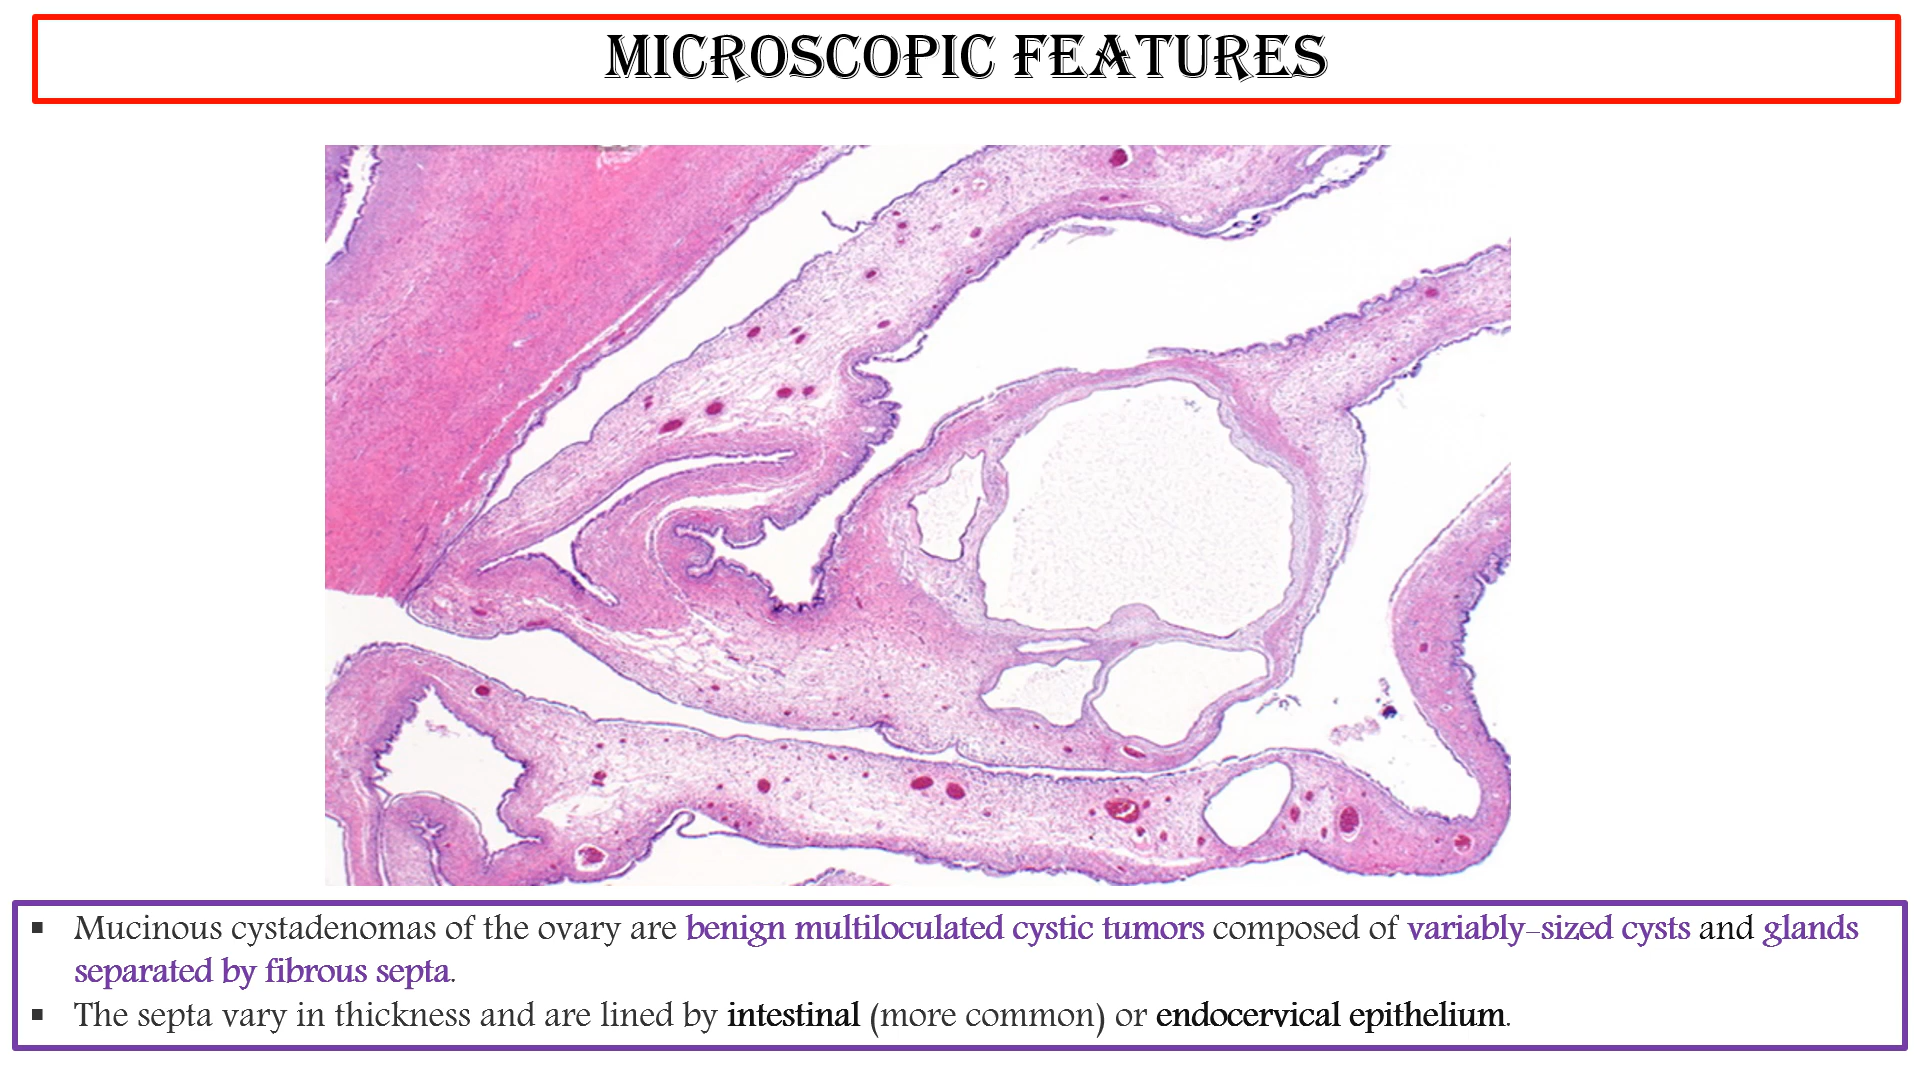 MICROSCOPIC FEATURES
▪ Mucinous cystadenomas of the ovary are benign multiloculated cystic tumors composed of variably-sized cysts and glands
separated by fibrous septa.
▪ The septa vary in thickness and are lined by intestinal (more common) or endocervical epithelium.